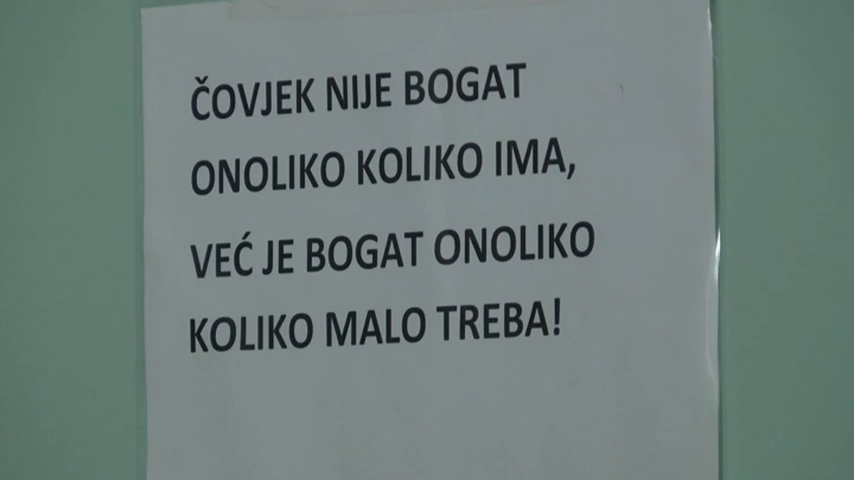 ČOVJEK NIJE BOGAT
ONOLIKO KOLIKO IMA,
VEĆ JE BOGAT ONOLIKO
KOLIKO MALO TREBA!